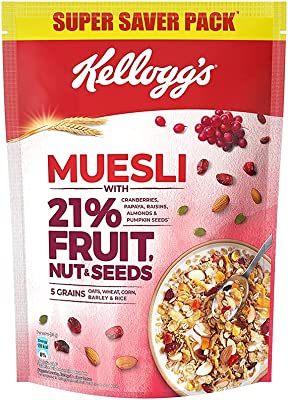 SUPER SAVER PACK*
Kellogg's
MUESLI
WITH
21%
CRANBERRIES,
PAPAYA, RAISINS,
ALMONDS &
PUMPKIN SEEDS
FRUIT,
NUT & SEEDS
5 GRAINS
OATS, WHEAT, CORN,
BARLEY & RICE
Energy